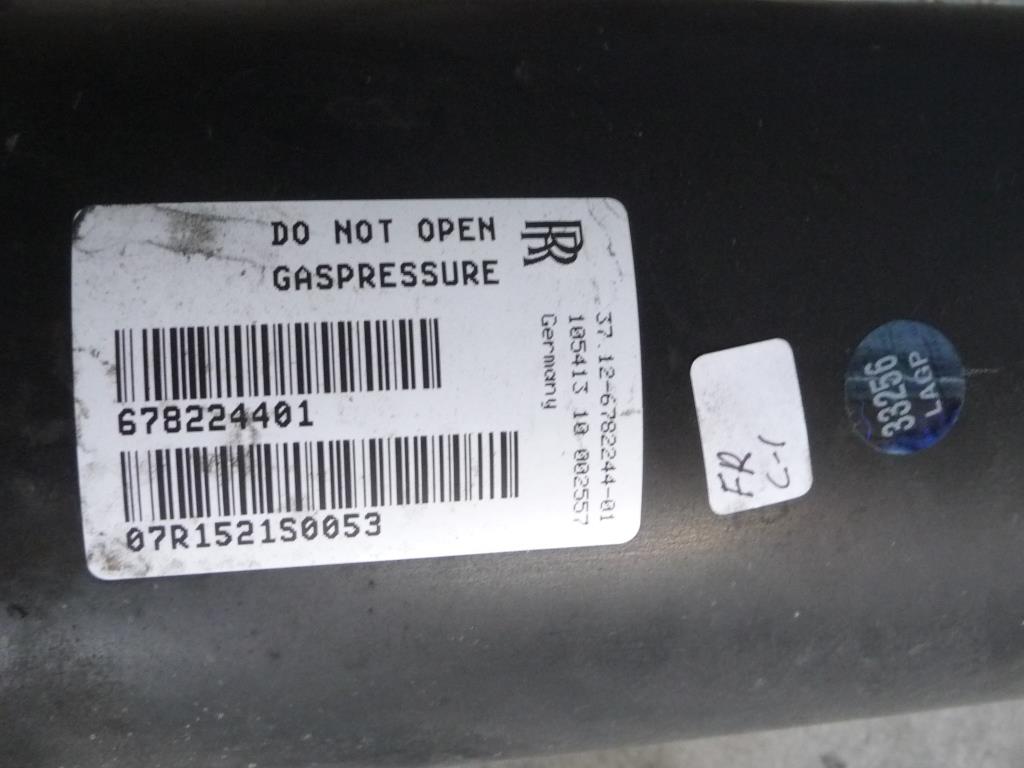 DO NOT OPEN
GASPRESSURE
RR
678224401
07R1521S0053
37.12-6782244-01
105413 10 002557
Germany
FR
C-1
33256
LAGP